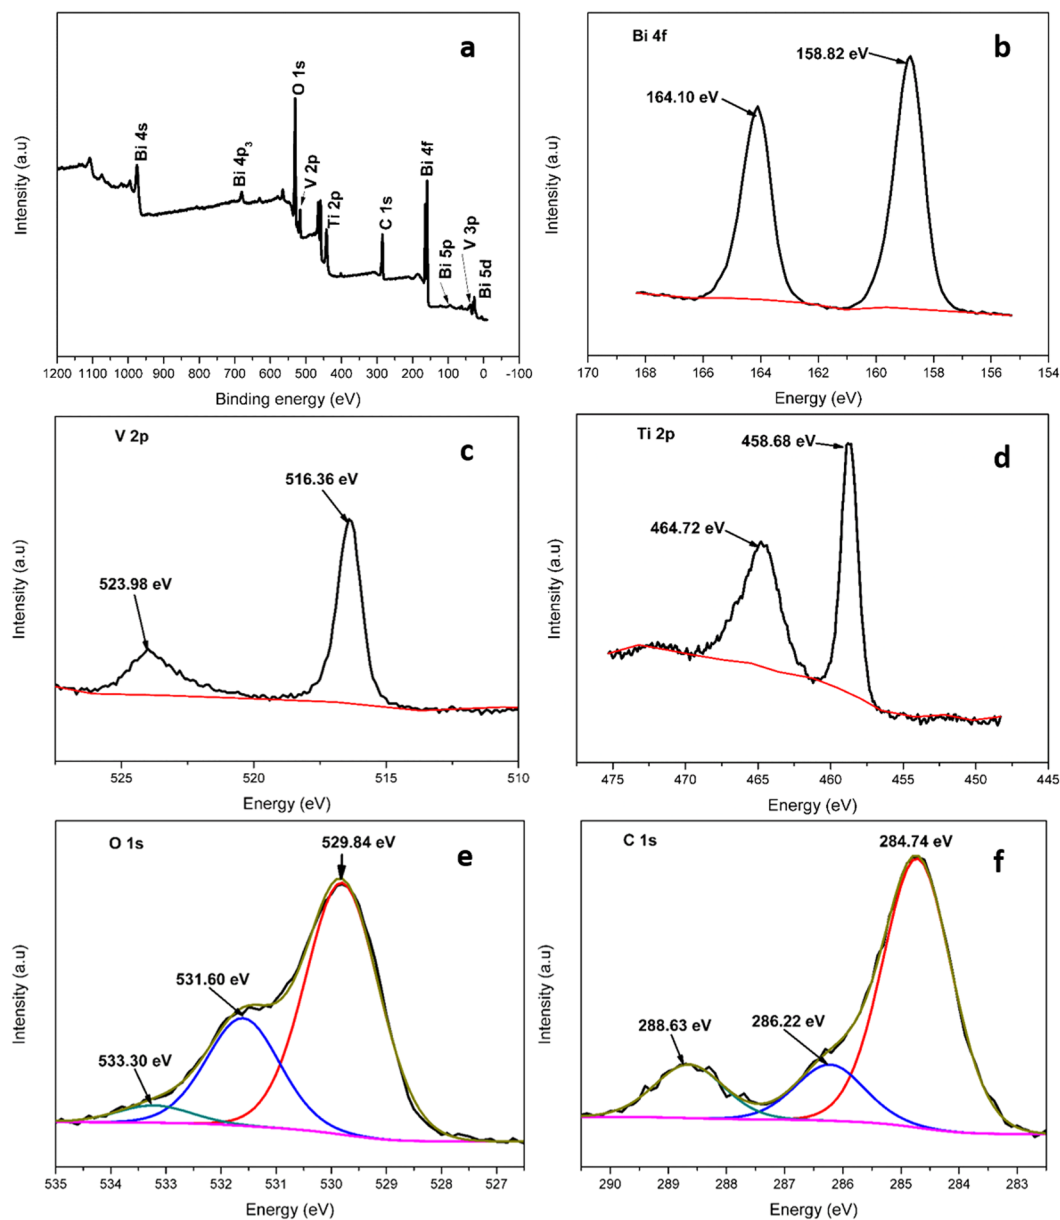 a
Bi 4s
Bi 4p3
O 1s
V 2p
Ti 2p
C 1s
Bi 4f
Bi 5p
V 3p
Bi 5d
Intensity (a.u)
1200 1100 1000 900 800 700 600 500 400 300 200 100 0 -100
Binding energy (eV)
Bi 4f
b
158.82 eV
164.10 eV
Intensity (a.u)
170 168 166 164 162 160 158 156 154
Energy (eV)
V 2p
c
516.36 eV
523.98 eV
Intensity (a.u)
525 520 515 510
Energy (eV)
Ti 2p
d
458.68 eV
464.72 eV
Intensity (a.u)
475 470 465 460 455 450 445
Energy (eV)
O 1s
e
529.84 eV
531.60 eV
533.30 eV
Intensity (a.u)
535 534 533 532 531 530 529 528 527
Energy (eV)
C 1s
f
284.74 eV
288.63 eV
286.22 eV
Intensity (a.u)
290 289 288 287 286 285 284 283
Energy (eV)